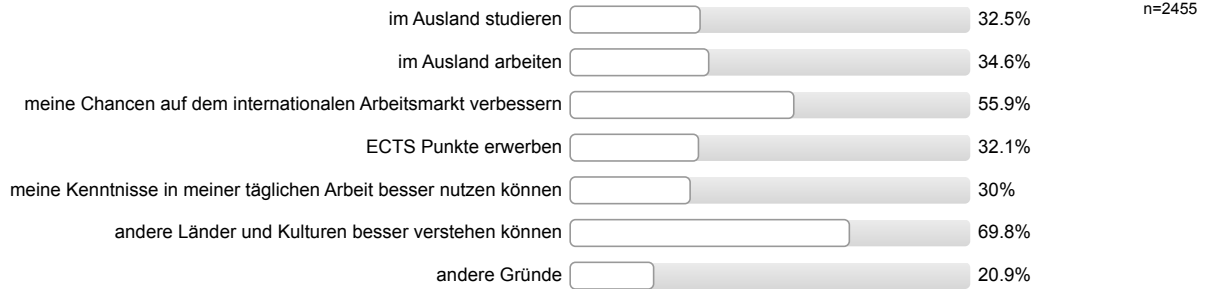 im Ausland studieren 32.5% n=2455
im Ausland arbeiten 34.6%
meine Chancen auf dem internationalen Arbeitsmarkt verbessern 55.9%
ECTS Punkte erwerben 32.1%
meine Kenntnisse in meiner täglichen Arbeit besser nutzen können 30%
andere Länder und Kulturen besser verstehen können 69.8%
andere Gründe 20.9%